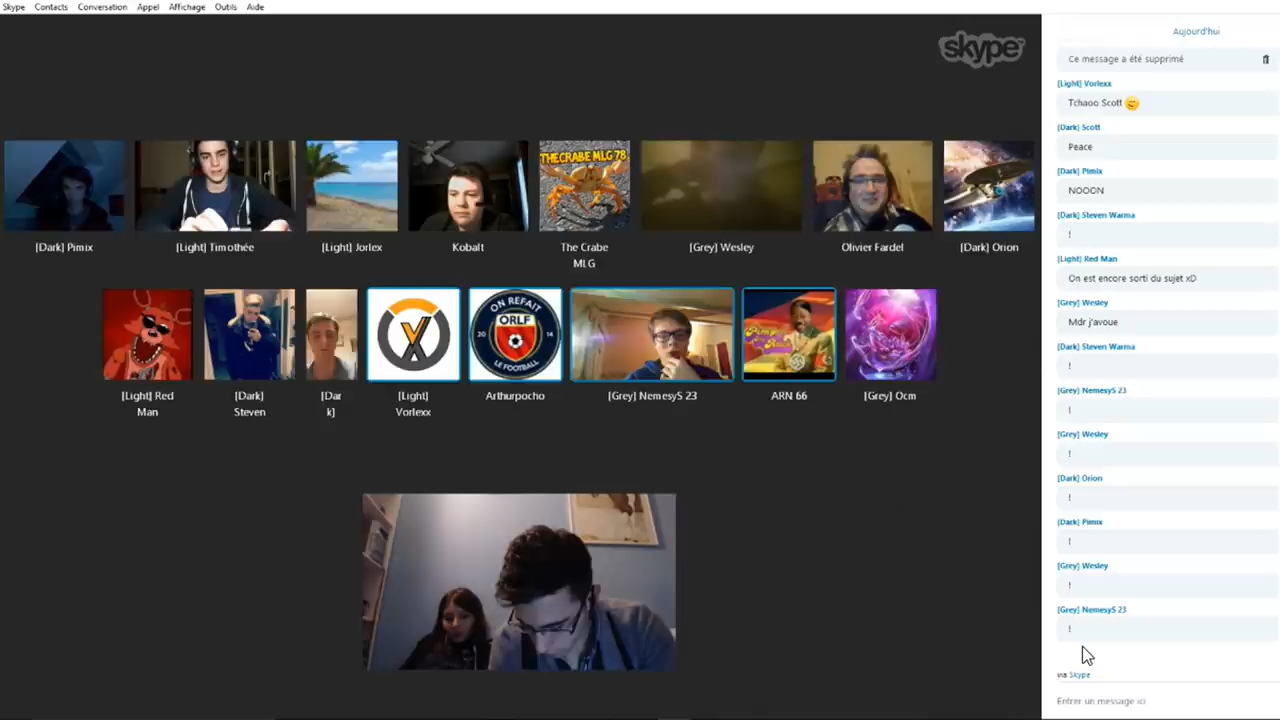 Skype Contacts Conversation Appel Affichage Outils Aide
skype™
THE CRABE MLG 78
[Dark] Pimix
[Light] Timothée
[Light] Jorlex
Kobalt
The Crabe
MLG
[Grey] Wesley
Olivier Fardel
[Dark] Orion
ON REFAIT
ORLF
20 14
LE FOOTBALL
[Light] Red
Man
[Dark]
Steven
[Dar
k]
[Light]
Vorlexx
Arthurpocho
[Grey] NemesyS 23
ARN 66
[Grey] Ocm
Aujourd'hui
Ce message a été supprimé
[Light] Vorlexx
Tchaoo Scott
[Dark] Scott
Peace
[Dark] Pimix
NOOON
[Dark] Steven Warma
!
[Light] Red Man
On est encore sorti du sujet xD
[Grey] Wesley
Mdr j'avoue
[Dark] Steven Warma
!
[Grey] NemesyS 23
!
[Grey] Wesley
!
[Dark] Orion
!
[Dark] Pimix
!
[Grey] Wesley
!
[Grey] NemesyS 23
!
via Skype
Entrer un message ici